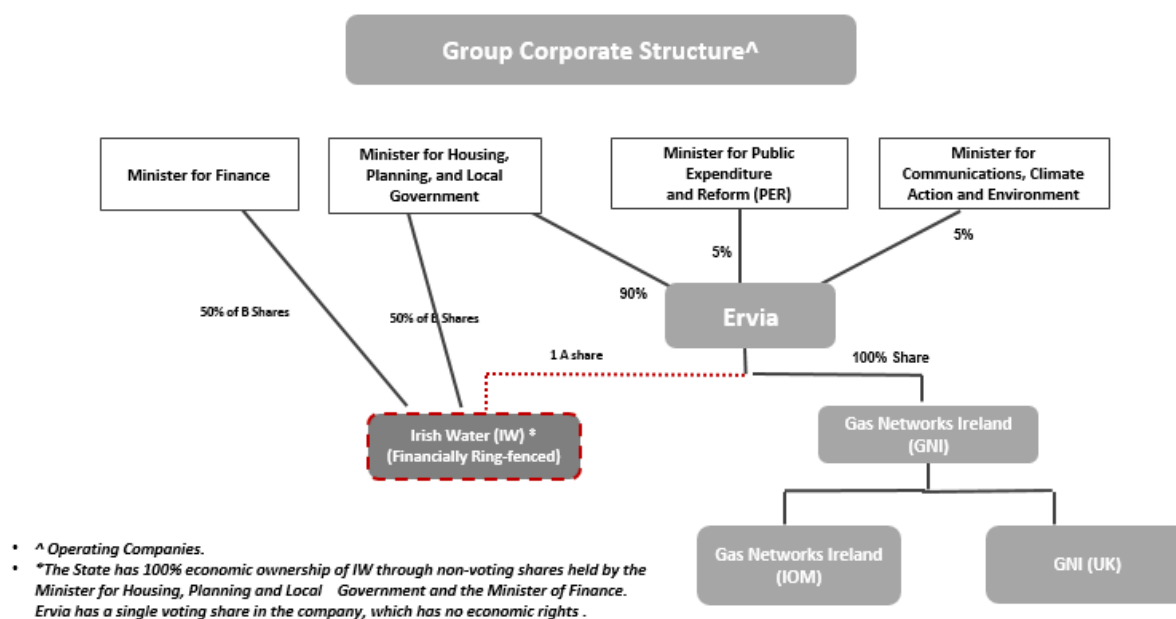 Group Corporate Structure^
Minister for Finance
Minister for Housing,
Planning, and Local
Government
Minister for Public
Expenditure
and Reform (PER)
Minister for
Communications, Climate
Action and Environment
5%
5%
90%
50% of B Shares
50% of B Shares
Ervia
1 A share
100% Share
Irish Water (IW) *
(Financially Ring-fenced)
Gas Networks Ireland
(GNI)
Gas Networks Ireland
(IOM)
GNI (UK)
• ^ Operating Companies.
• *The State has 100% economic ownership of IW through non-voting shares held by the
Minister for Housing, Planning and Local Government and the Minister of Finance.
Ervia has a single voting share in the company, which has no economic rights .